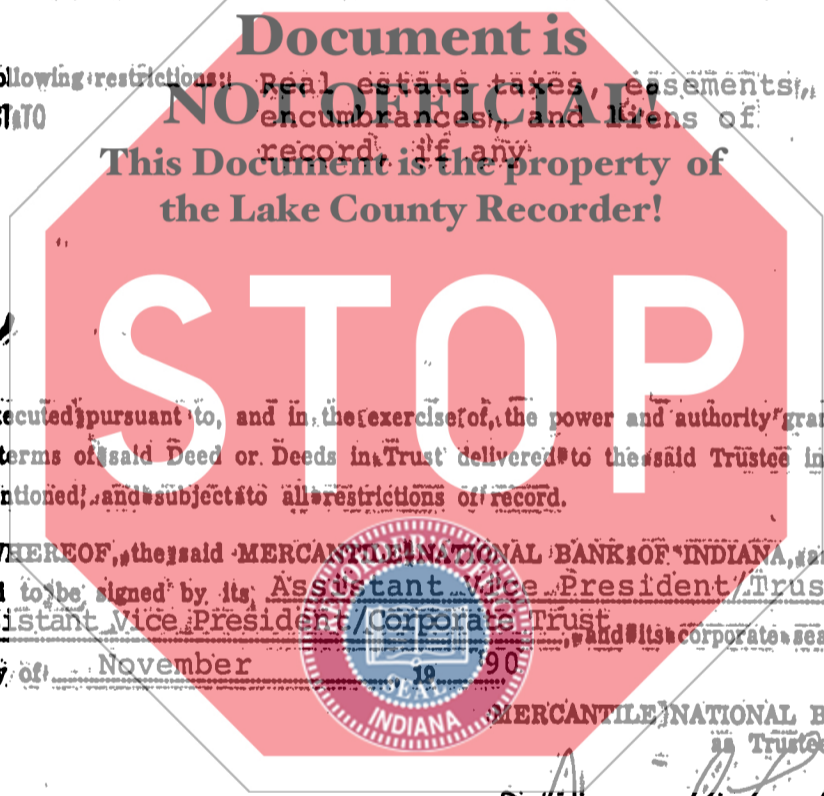 Document is
ollowing restrictions: Real estate taxes, easements,
NOT OFFICIAL!
encumbrances, and liens of
record, if any
This Document is the property of
the Lake County Recorder!
STOP
ecuted pursuant to, and in the exercise of, the power and authority gran
terms of said Deed or Deeds in Trust delivered to the said Trustee in
ntioned, and subject to all restrictions of record.
HEREOF, the said MERCANTILE NATIONAL BANK OF INDIANA, as
to be signed by its Assistant Vice President/Trus
istant Vice President/Corporate Trust, and its corporate sea
of November 19 90
SEAL
INDIANA
MERCANTILE NATIONAL B
as Trustee